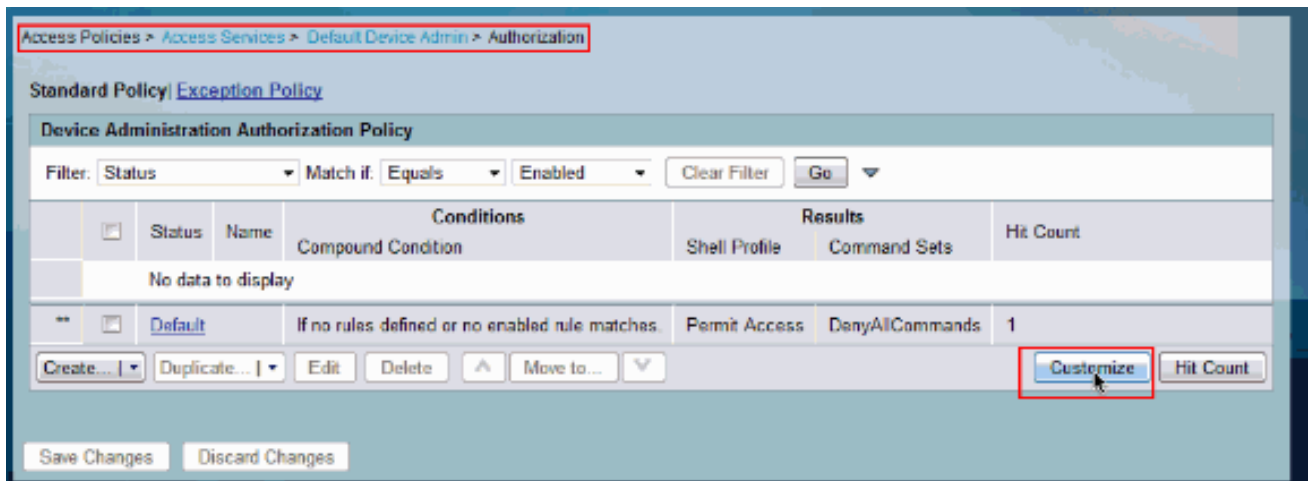 Access Policies > Access Services > Default Device Admin > Authorization
Standard Policy| Exception Policy
Device Administration Authorization Policy
Filter: Status Match if: Equals Enabled Clear Filter Go
Status Name Conditions Results Hit Count
Compound Condition Shell Profile Command Sets
No data to display
** Default If no rules defined or no enabled rule matches. Permit Access DenyAllCommands 1
Create... | Duplicate... | Edit Delete Move to... Customize Hit Count
Save Changes Discard Changes